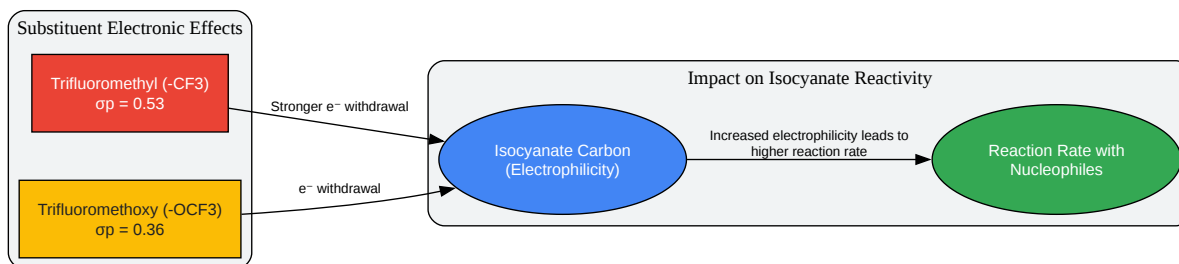 Substituent Electronic Effects
Trifluoromethyl (-CF3)
σp = 0.53
Trifluoromethoxy (-OCF3)
σp = 0.36
Stronger e⁻ withdrawal
e⁻ withdrawal
Impact on Isocyanate Reactivity
Isocyanate Carbon
(Electrophilicity)
Increased electrophilicity leads to
higher reaction rate
Reaction Rate with
Nucleophiles